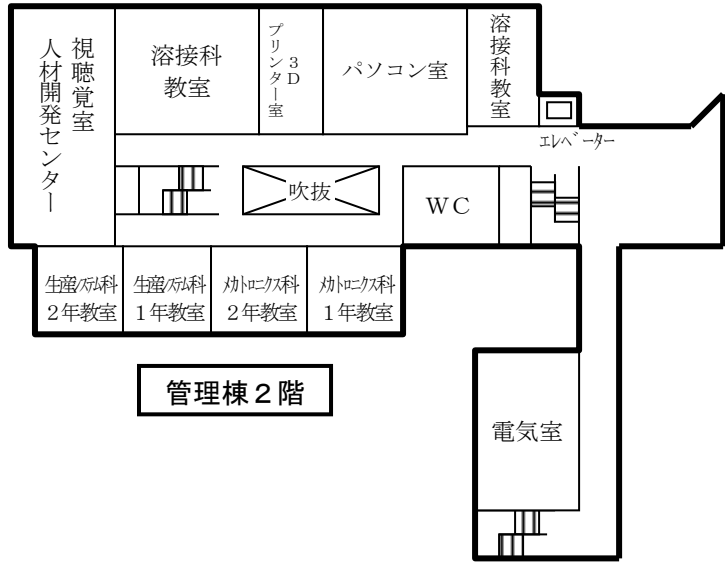 視聴覚室
人材開発センター
溶接科
教室
3D
プリンター室
パソコン室
溶接科教室
エレベーター
吹抜
WC
生産システム科
2年教室
生産システム科
1年教室
メカトロニクス科
2年教室
メカトロニクス科
1年教室
管理棟2階
電気室